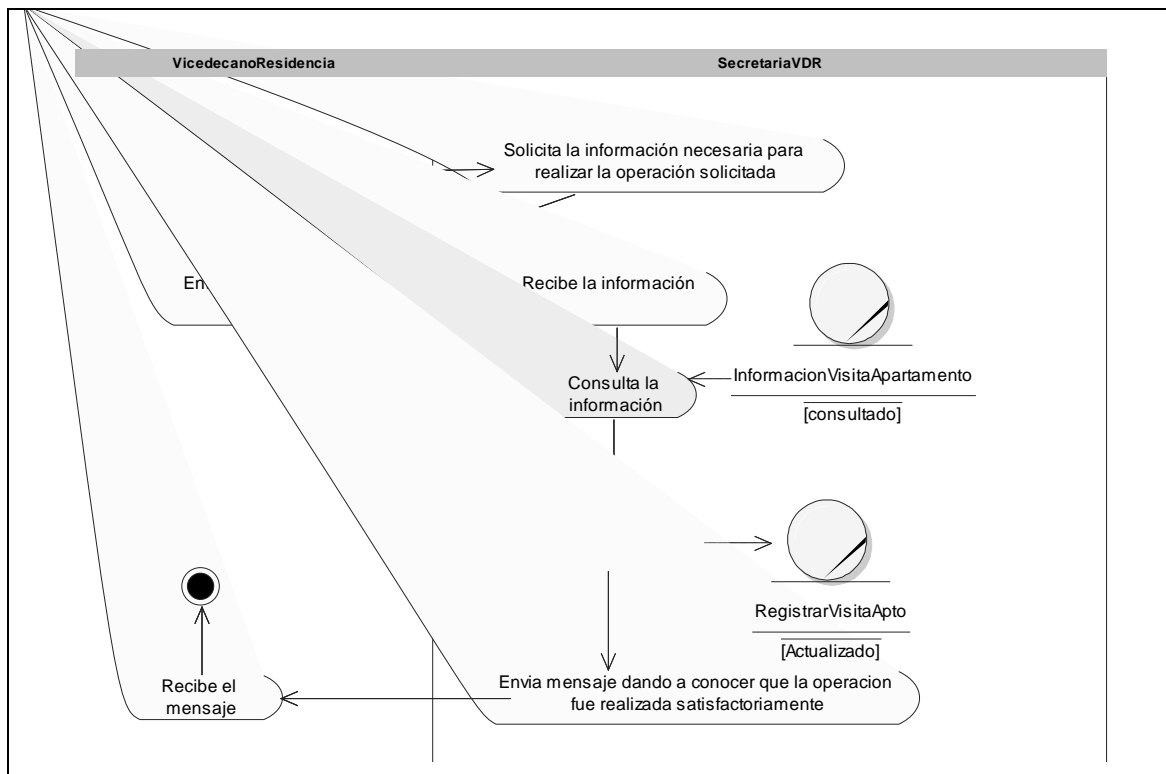 VicedecanoResidencia
SecretariaVDR
Solicita la información necesaria para
realizar la operación solicitada
En
Recibe la información
InformacionVisitaApartamento
[consultado]
Consulta la
información
RegistrarVisitaApto
[Actualizado]
Envia mensaje dando a conocer que la operacion
fue realizada satisfactoriamente
Recibe el
mensaje